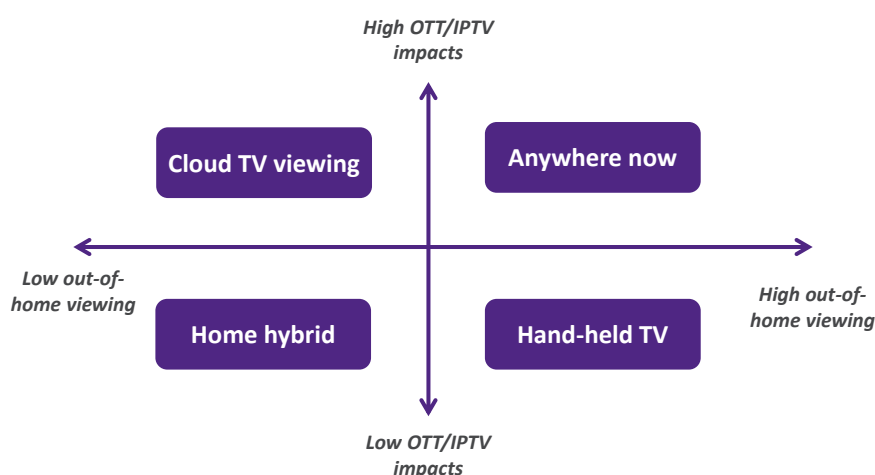 High OTT/IPTV
impacts
Cloud TV viewing
Anywhere now
Low out-of-
home viewing
High out-of-
home viewing
Home hybrid
Hand-held TV
Low OTT/IPTV
impacts